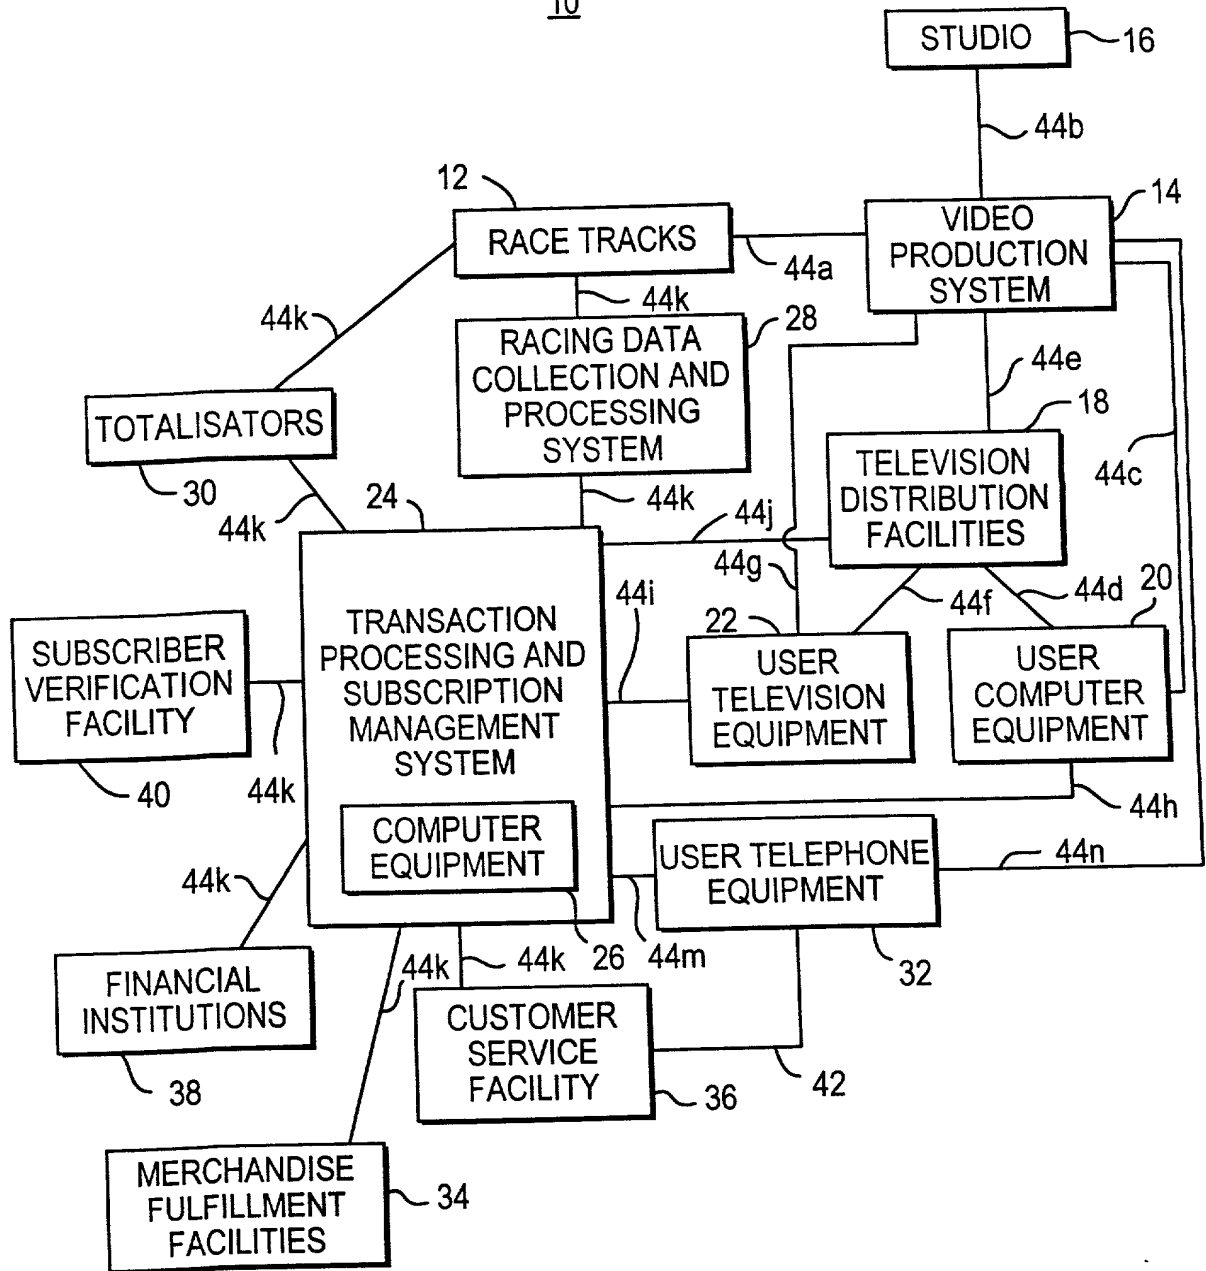 10
STUDIO
16
44b
12
RACE TRACKS
44a
VIDEO
PRODUCTION
SYSTEM
14
44k
44k
RACING DATA
COLLECTION AND
PROCESSING
SYSTEM
28
44e
18
44c
TOTALISATORS
30
44k
24
44k
44j
TELEVISION
DISTRIBUTION
FACILITIES
44g
44f
44d
20
44i
22
SUBSCRIBER
VERIFICATION
FACILITY
40
44k
TRANSACTION
PROCESSING AND
SUBSCRIPTION
MANAGEMENT
SYSTEM
USER
TELEVISION
EQUIPMENT
USER
COMPUTER
EQUIPMENT
44h
COMPUTER
EQUIPMENT
26
USER TELEPHONE
EQUIPMENT
44n
32
44m
44k
44k
44k
FINANCIAL
INSTITUTIONS
38
CUSTOMER
SERVICE
FACILITY
36
42
MERCHANDISE
FULFILLMENT
FACILITIES
34